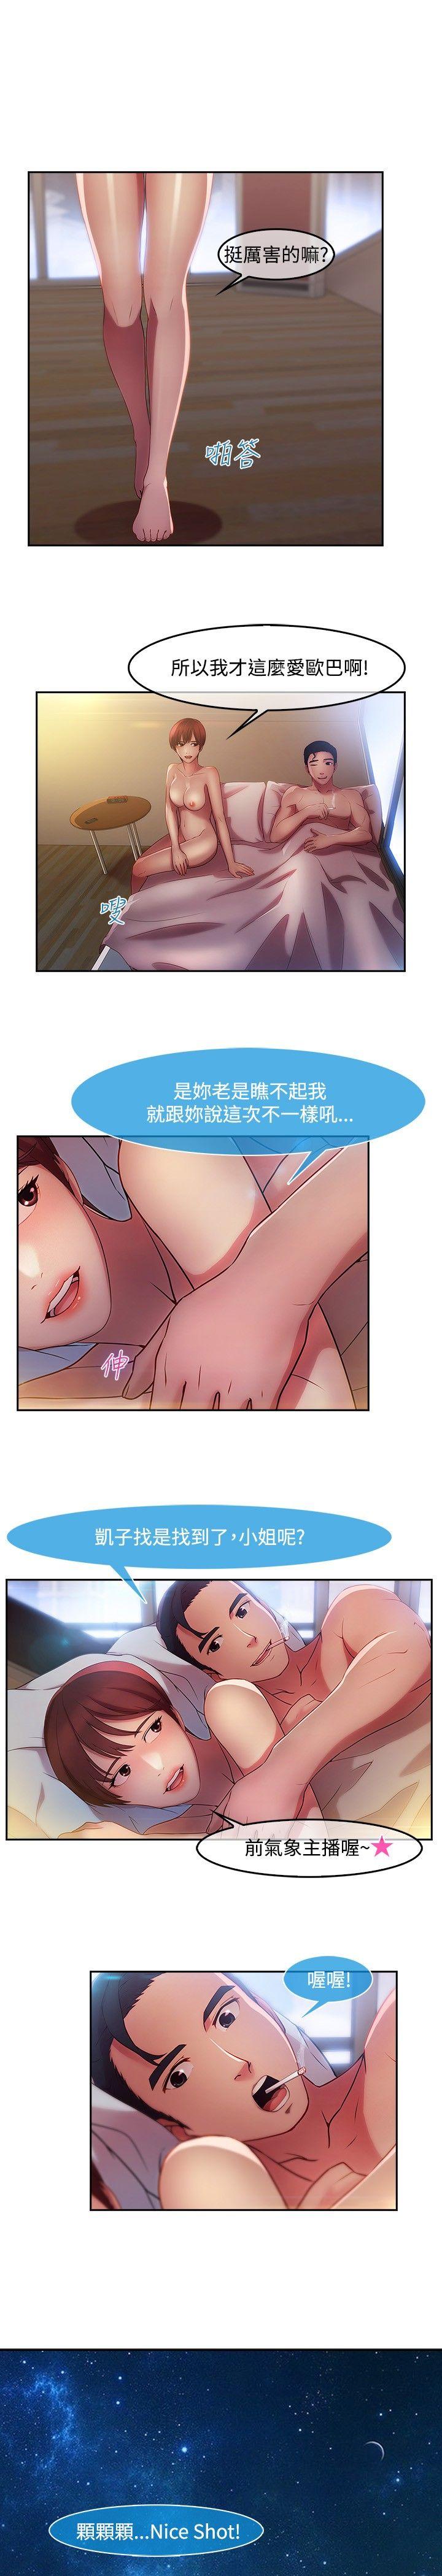 挺厲害的嘛?
啪答
所以我才這麼愛歐巴啊!
嗖
是妳老是瞧不起我
就跟妳說這次不一樣吼...
伸
凱子找是找到了，小姐呢?
前氣象主播喔~★
喔喔!
顆顆顆...Nice Shot!